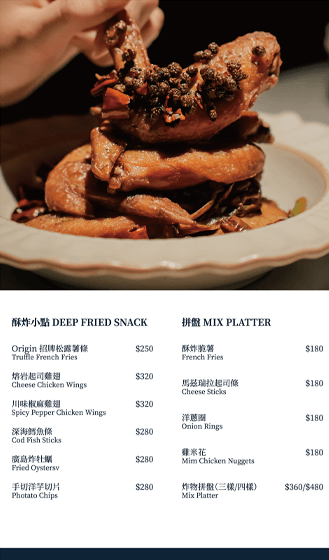 酥炸小點 DEEP FRIED SNACK
Origin 招牌松露薯條 $250
Truffle French Fries
熔岩起司雞翅 $320
Cheese Chicken Wings
川味椒麻雞翅 $320
Spicy Pepper Chicken Wings
深海鱈魚條 $280
Cod Fish Sticks
廣島炸牡蠣 $280
Fried Oystersv
手切洋芋切片 $280
Photato Chips
拼盤 MIX PLATTER
酥炸脆薯 $180
French Fries
馬茲瑞拉起司條 $180
Cheese Sticks
洋蔥圈 $180
Onion Rings
雞米花 $180
Mim Chicken Nuggets
炸物拼盤(三樣/四樣) $360/$480
Mix Platter